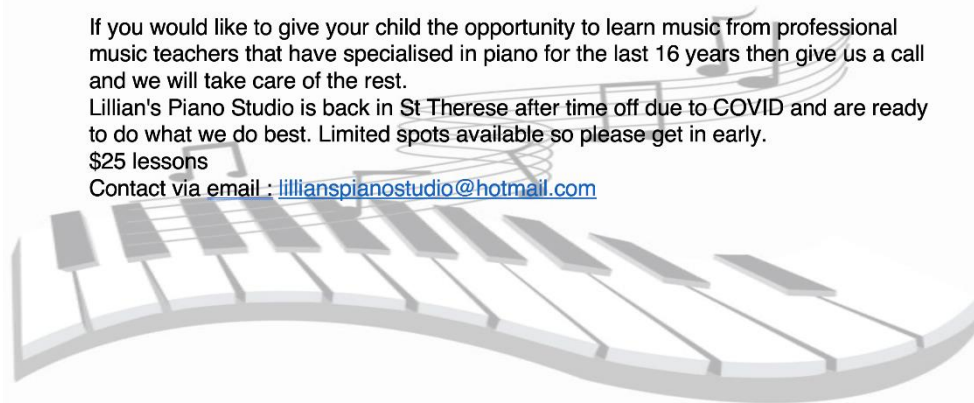 If you would like to give your child the opportunity to learn music from professional
music teachers that have specialised in piano for the last 16 years then give us a call
and we will take care of the rest.
Lillian's Piano Studio is back in St Therese after time off due to COVID and are ready
to do what we do best. Limited spots available so please get in early.
$25 lessons
Contact via email : lillianspianostudio@hotmail.com